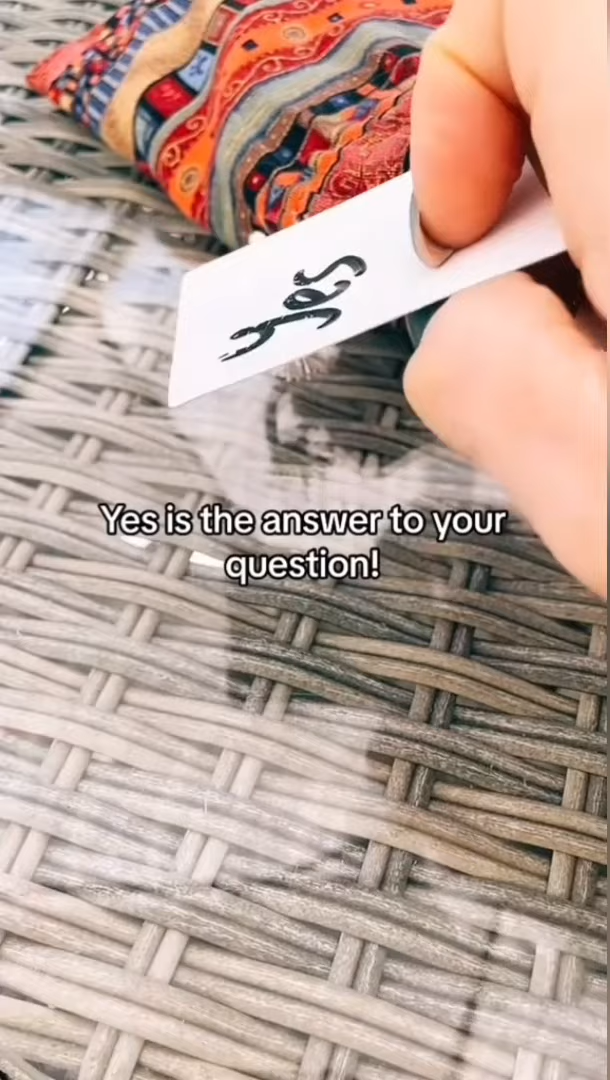 yes
Yes is the answer to your
question!